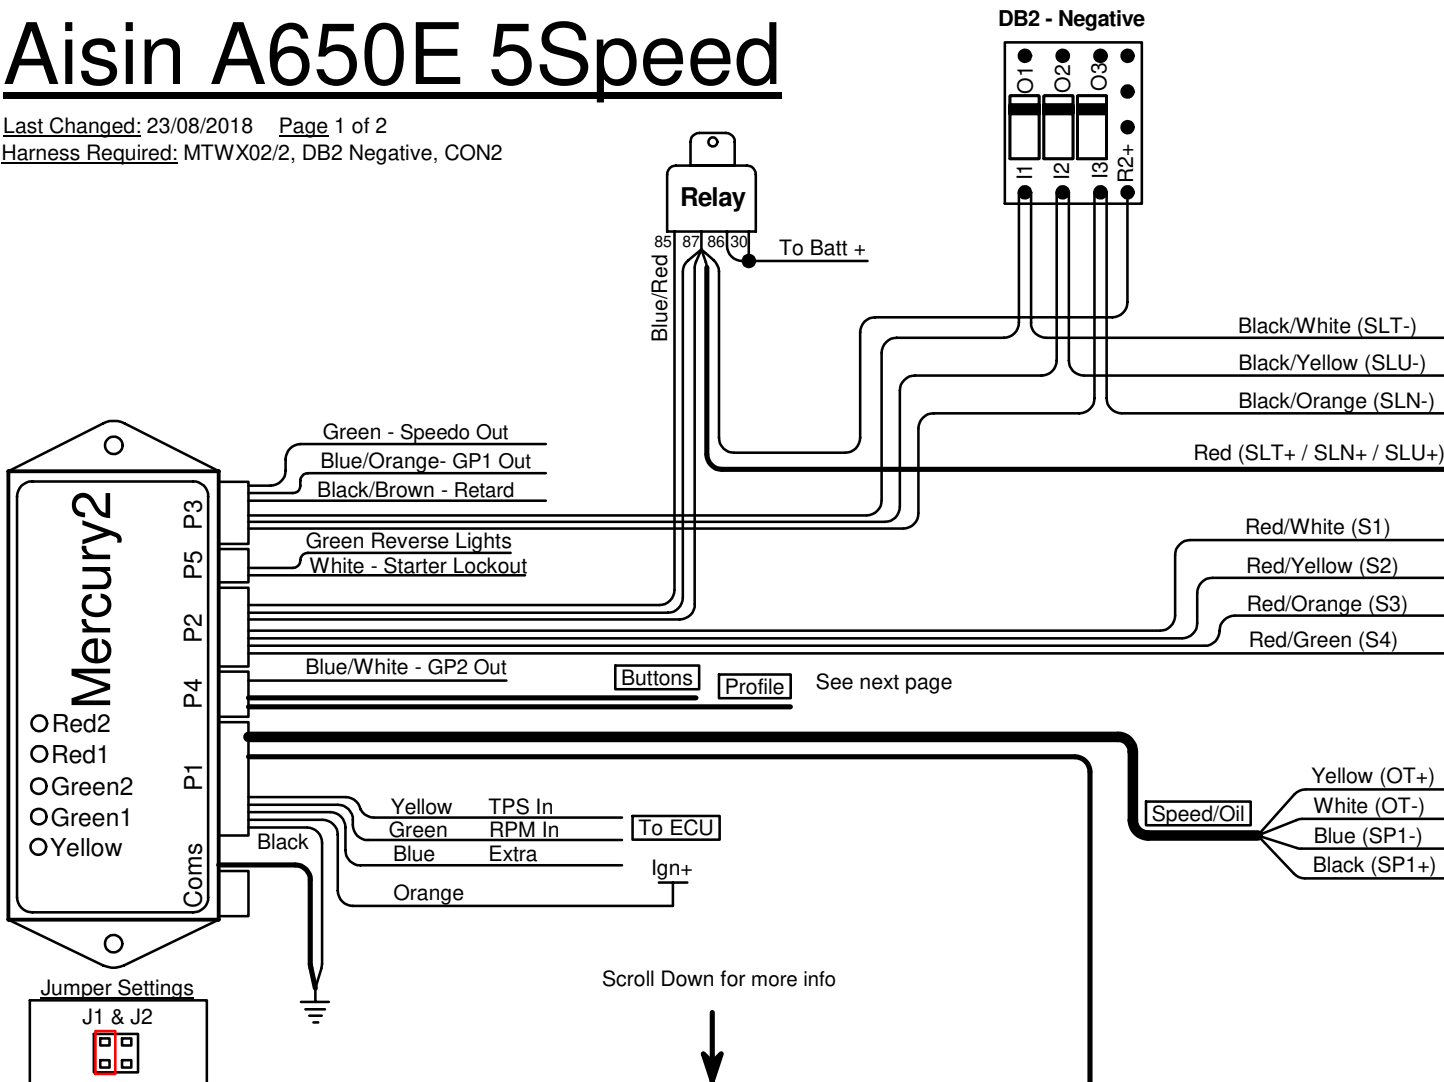 Aisin A650E 5Speed
Last Changed: 23/08/2018 Page 1 of 2
Harness Required: MTWX02/2, DB2 Negative, CON2
DB2 - Negative
O1 O2 O3
I1 I2 I3 R2+
Relay
85 87 86 30
To Batt +
Blue/Red
Black/White (SLT-)
Black/Yellow (SLU-)
Black/Orange (SLN-)
Red (SLT+ / SLN+ / SLU+)
Green - Speedo Out
Blue/Orange- GP1 Out
Black/Brown - Retard
Green Reverse Lights
White - Starter Lockout
Red/White (S1)
Red/Yellow (S2)
Red/Orange (S3)
Red/Green (S4)
Blue/White - GP2 Out
Buttons
Profile
See next page
Mercury2
P3
P5
P2
P4
P1
Coms
Red2
Red1
Green2
Green1
Yellow
Yellow TPS In
Green RPM In
Blue Extra
To ECU
Black
Orange
Ign+
Speed/Oil
Yellow (OT+)
White (OT-)
Blue (SP1-)
Black (SP1+)
Scroll Down for more info
Jumper Settings
J1 & J2